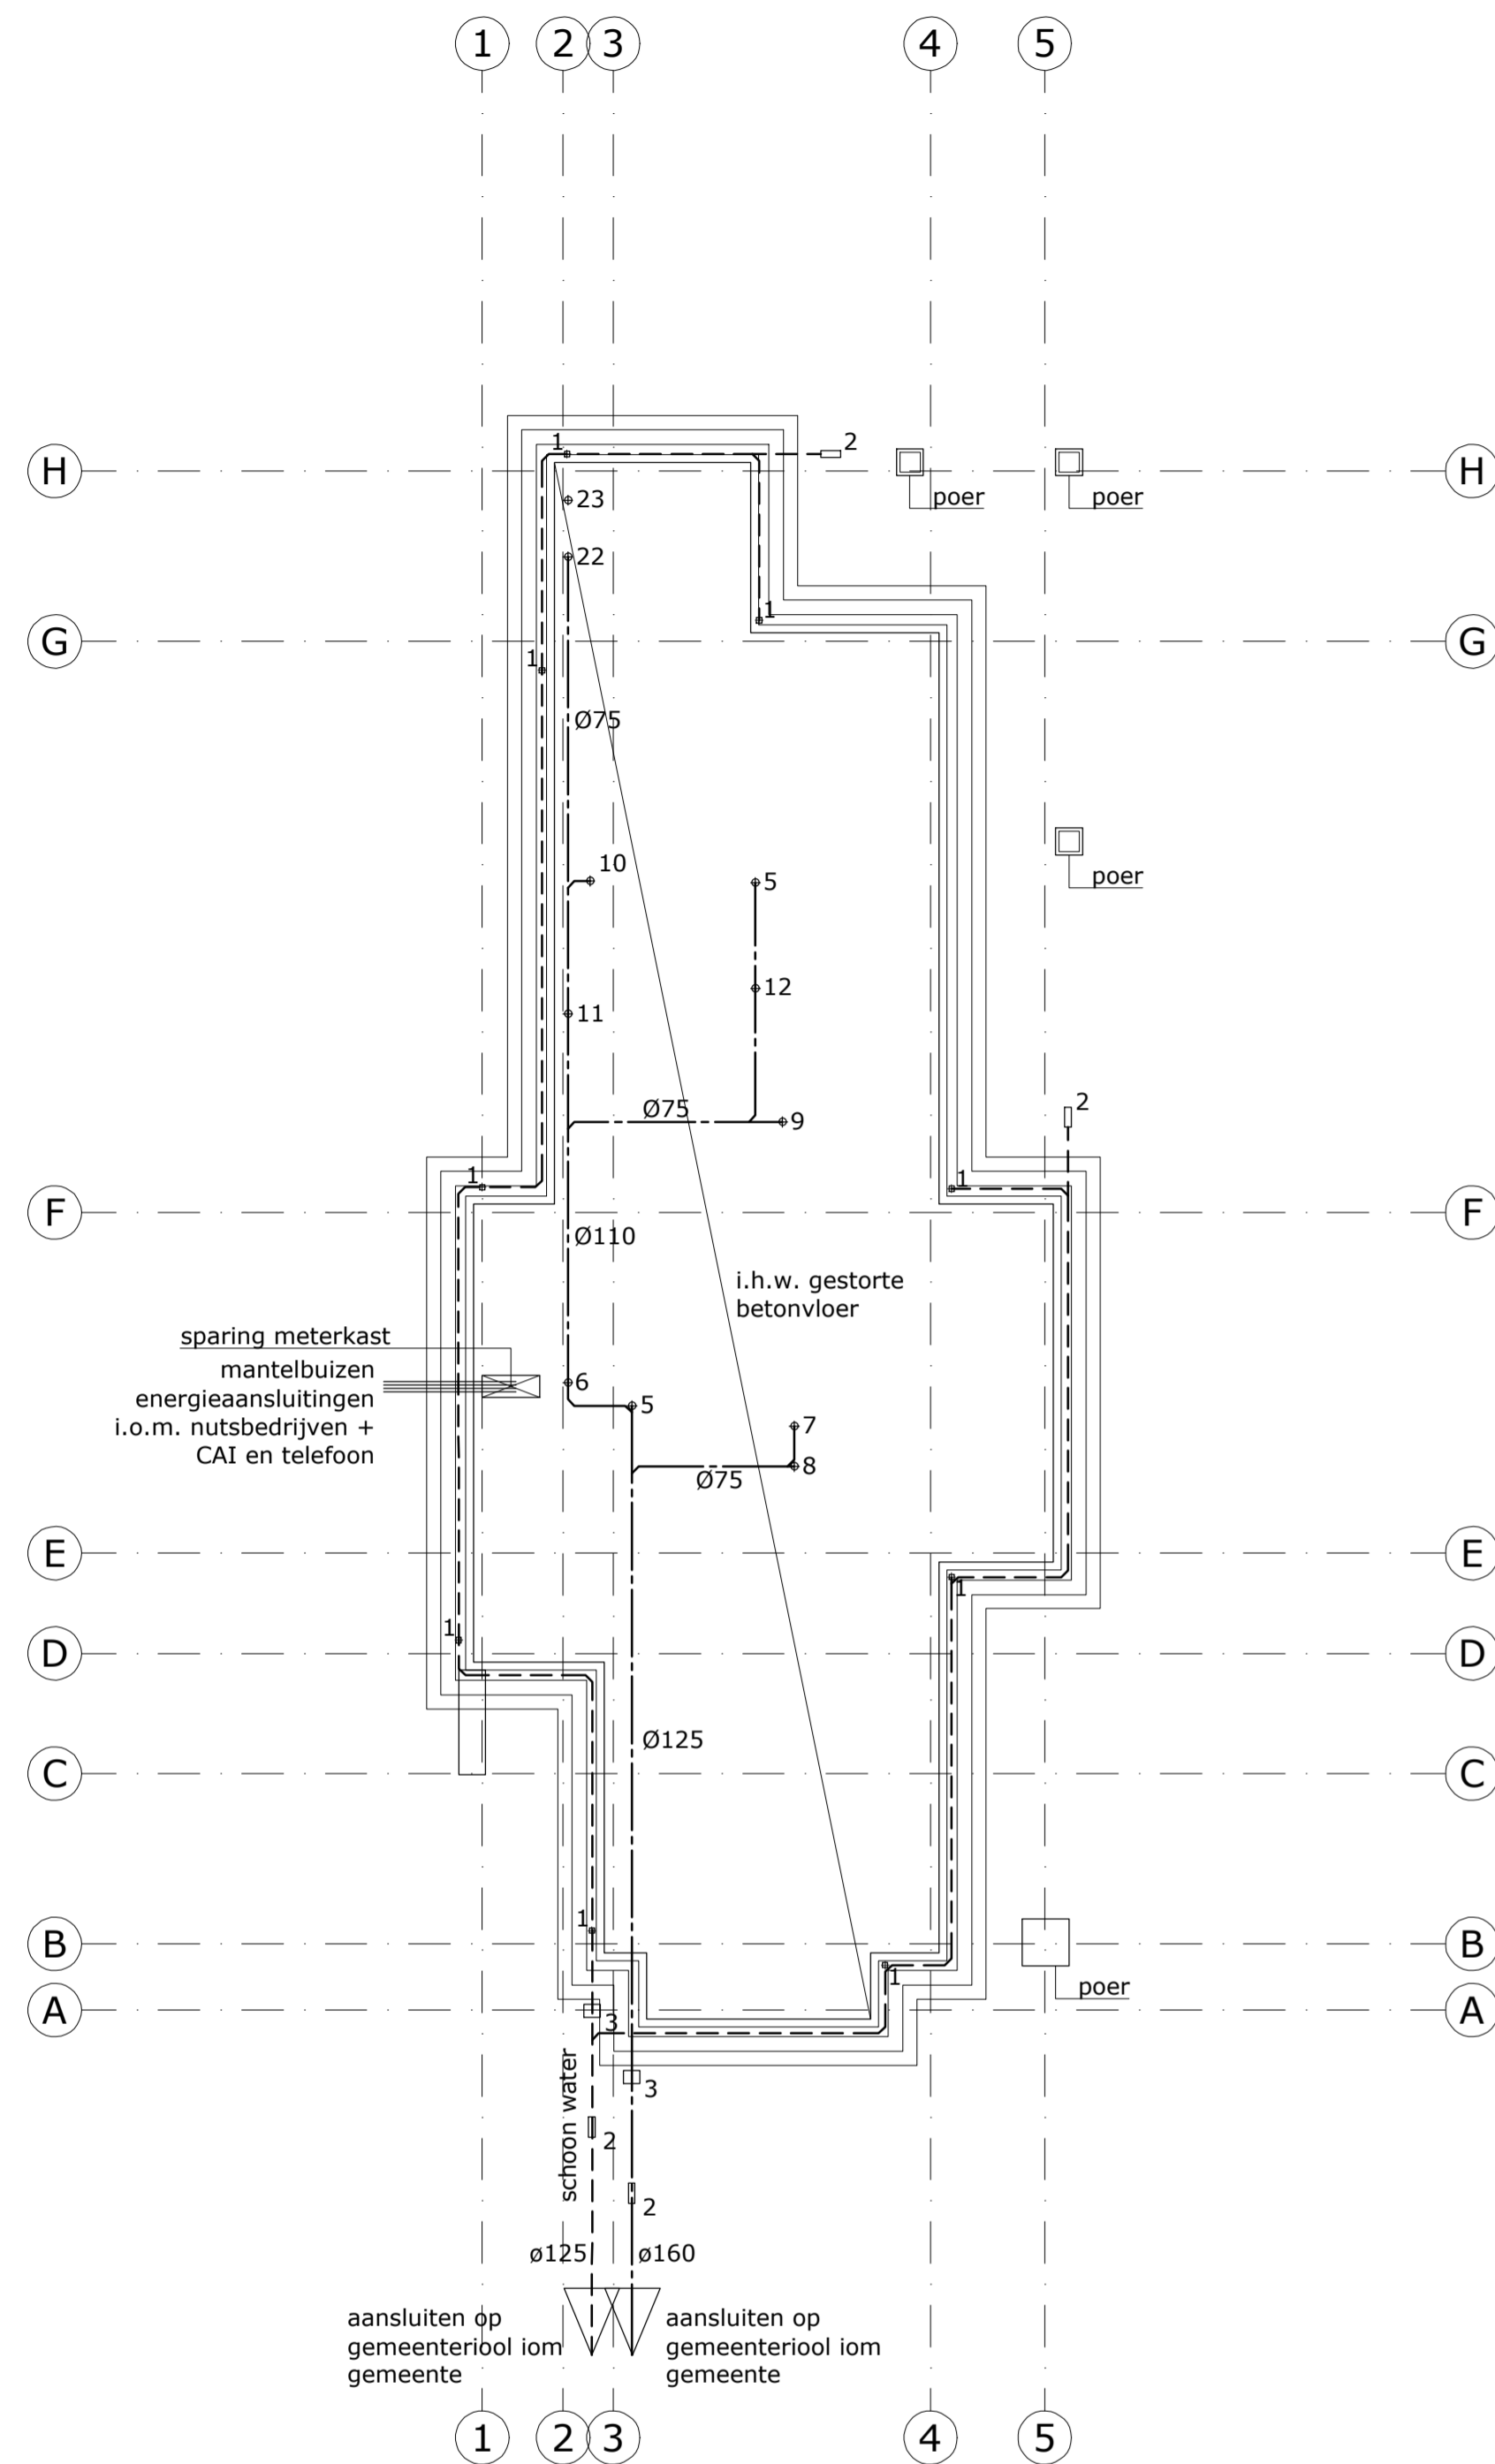 1
2
3
4
5
H
1
2
H
poer
poer
23
22
G
1
G
1
Ø75
10
5
poer
12
11
2
Ø75
9
1
1
F
F
Ø110
i.h.w. gestorte
betonvloer
sparing meterkast
mantelbuizen
energieaansluitingen
i.o.m. nutsbedrijven +
CAI en telefoon
6
5
7
8
Ø75
E
E
1
1
D
D
Ø125
C
C
1
B
B
1
poer
A
A
3
schoon water
3
2
2
ø125
ø160
aansluiten op
gemeenteriool iom
gemeente
aansluiten op
gemeenteriool iom
gemeente
1
2
3
4
5